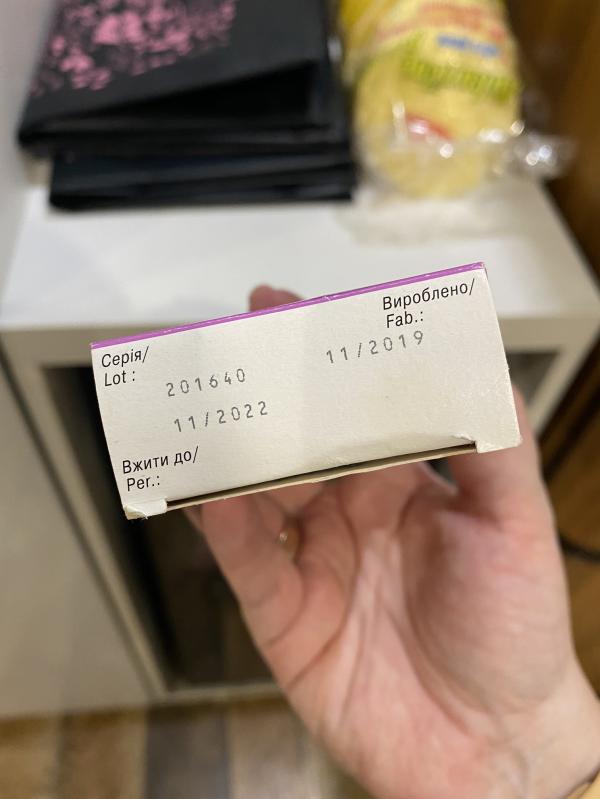 Серія/
Lot :
201640
11/2022
Вжити до/
Per.:
Вироблено/
Fab.:
11/2019